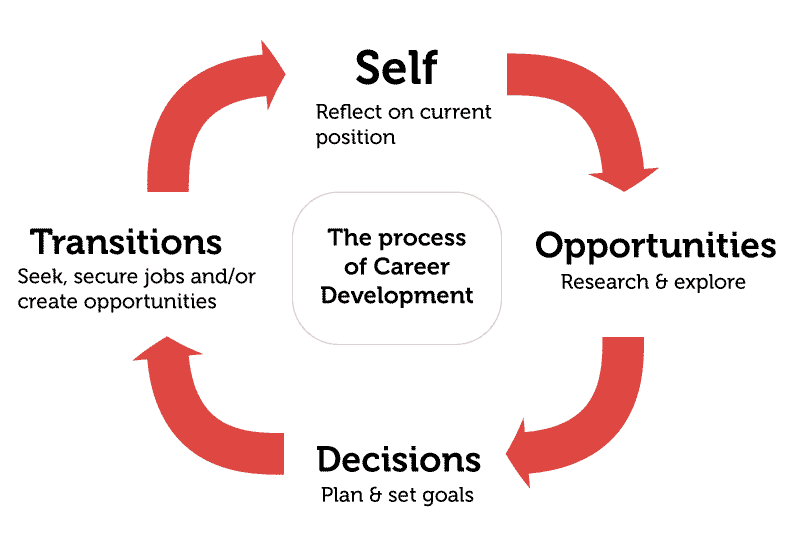 Self
Reflect on current
position
Opportunities
Research & explore
Decisions
Plan & set goals
Transitions
Seek, secure jobs and/or
create opportunities
The process
of Career
Development